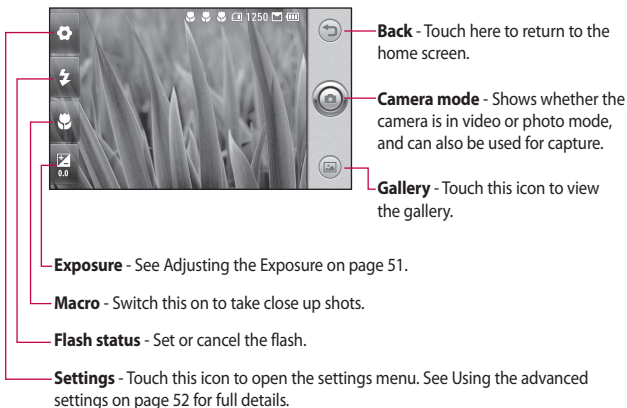 1250
0.0
Back - Touch here to return to the
home screen.
Camera mode - Shows whether the
camera is in video or photo mode,
and can also be used for capture.
Gallery - Touch this icon to view
the gallery.
Exposure - See Adjusting the Exposure on page 51.
Macro - Switch this on to take close up shots.
Flash status - Set or cancel the flash.
Settings - Touch this icon to open the settings menu. See Using the advanced
settings on page 52 for full details.